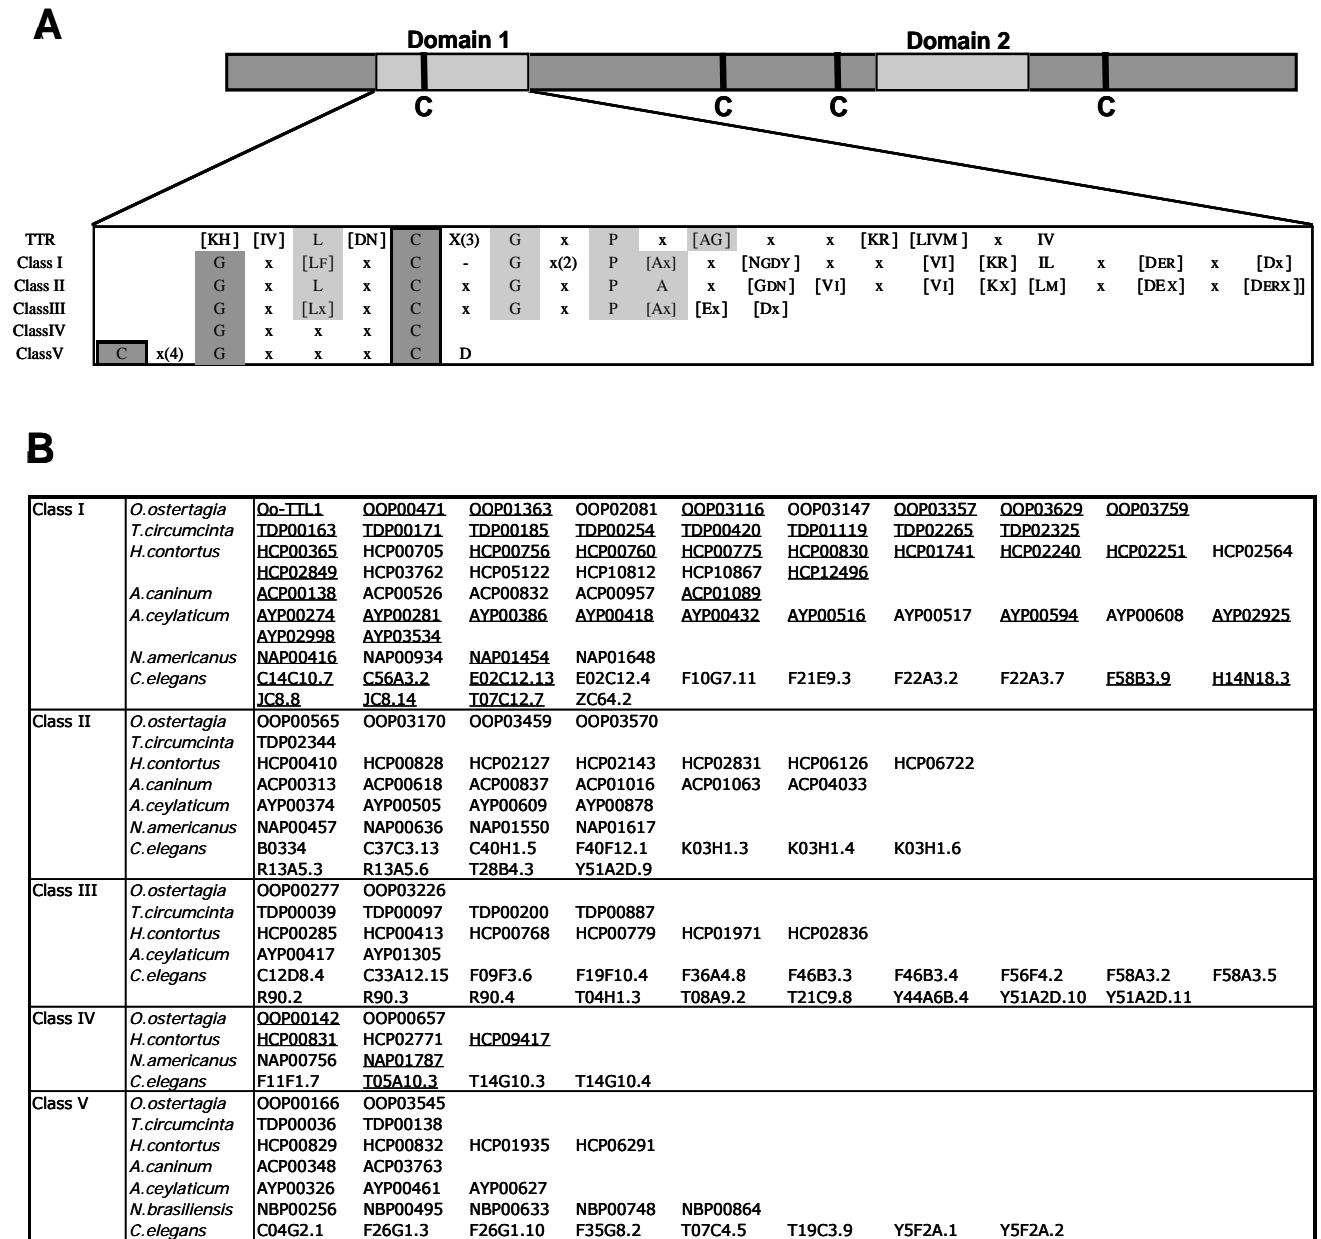 A
Domain 1 Domain 2
C C C C
TTR [KH] [IV] L [DN] C X(3) G x P x [AG] x x [KR] [LIVM] x IV
Class I G x [LF] x C - G x(2) P [Ax] x [NGDY] x x [VI] [KR] IL x [DER] x [Dx]
Class II G x L x C x G x P A x [GDN] [VI] x [VI] [KX] [LM] x [DEX] x [DERX]]
ClassIII G x [Lx] x C x G x P [Ax] [Ex] [Dx]
ClassIV G x x x C
ClassV C x(4) G x x x C D
B
Class I O.ostertagia Oo-TTL1 OOP00471 OOP01363 OOP02081 OOP03116 OOP03147 OOP03357 OOP03629 OOP03759
T.circumcinta TDP00163 TDP00171 TDP00185 TDP00254 TDP00420 TDP01119 TDP02265 TDP02325
H.contortus HCP00365 HCP00705 HCP00756 HCP00760 HCP00775 HCP00830 HCP01741 HCP02240 HCP02251 HCP02564
HCP02849 HCP03762 HCP05122 HCP10812 HCP10867 HCP12496
A.caninum ACP00138 ACP00526 ACP00832 ACP00957 ACP01089
A.ceylaticum AYP00274 AYP00281 AYP00386 AYP00418 AYP00432 AYP00516 AYP00517 AYP00594 AYP00608 AYP02925
AYP02998 AYP03534
N.americanus NAP00416 NAP00934 NAP01454 NAP01648
C.elegans C14C10.7 C56A3.2 E02C12.13 E02C12.4 F10G7.11 F21E9.3 F22A3.2 F22A3.7 F58B3.9 H14N18.3
JC8.8 JC8.14 T07C12.7 ZC64.2
Class II O.ostertagia OOP00565 OOP03170 OOP03459 OOP03570
T.circumcinta TDP02344
H.contortus HCP00410 HCP00828 HCP02127 HCP02143 HCP02831 HCP06126 HCP06722
A.caninum ACP00313 ACP00618 ACP00837 ACP01016 ACP01063 ACP04033
A.ceylaticum AYP00374 AYP00505 AYP00609 AYP00878
N.americanus NAP00457 NAP00636 NAP01550 NAP01617
C.elegans B0334 C37C3.13 C40H1.5 F40F12.1 K03H1.3 K03H1.4 K03H1.6
R13A5.3 R13A5.6 T28B4.3 Y51A2D.9
Class III O.ostertagia OOP00277 OOP03226
T.circumcinta TDP00039 TDP00097 TDP00200 TDP00887
H.contortus HCP00285 HCP00413 HCP00768 HCP00779 HCP01971 HCP02836
A.ceylaticum AYP00417 AYP01305
C.elegans C12D8.4 C33A12.15 F09F3.6 F19F10.4 F36A4.8 F46B3.3 F46B3.4 F56F4.2 F58A3.2 F58A3.5
R90.2 R90.3 R90.4 T04H1.3 T08A9.2 T21C9.8 Y44A6B.4 Y51A2D.10 Y51A2D.11
Class IV O.ostertagia OOP00142 OOP00657
H.contortus HCP00831 HCP02771 HCP09417
N.americanus NAP00756 NAP01787
C.elegans F11F1.7 T05A10.3 T14G10.3 T14G10.4
Class V O.ostertagia OOP00166 OOP03545
T.circumcinta TDP00036 TDP00138
H.contortus HCP00829 HCP00832 HCP01935 HCP06291
A.caninum ACP00348 ACP03763
A.ceylaticum AYP00326 AYP00461 AYP00627
N.brasiliensis NBP00256 NBP00495 NBP00633 NBP00748 NBP00864
C.elegans C04G2.1 F26G1.3 F26G1.10 F35G8.2 T07C4.5 T19C3.9 Y5F2A.1 Y5F2A.2